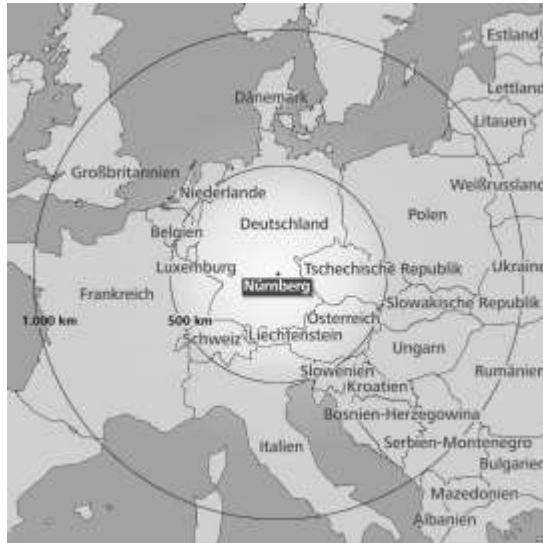 Estland
Lettland
Dänemark
Litauen
Großbritannien
Weißrussland
Niederlande
Polen
Deutschland
Belgien
Luxemburg
Tschechische Republik
Ukraine
Nürnberg
Frankreich
Slowakische Republik
Österreich
1.000 km
500 km
Schweiz
Liechtenstein
Ungarn
Slowenien
Rumänien
Kroatien
Bosnien-Herzegowina
Italien
Serbien-Montenegro
Bulgarien
Mazedonien
Albanien